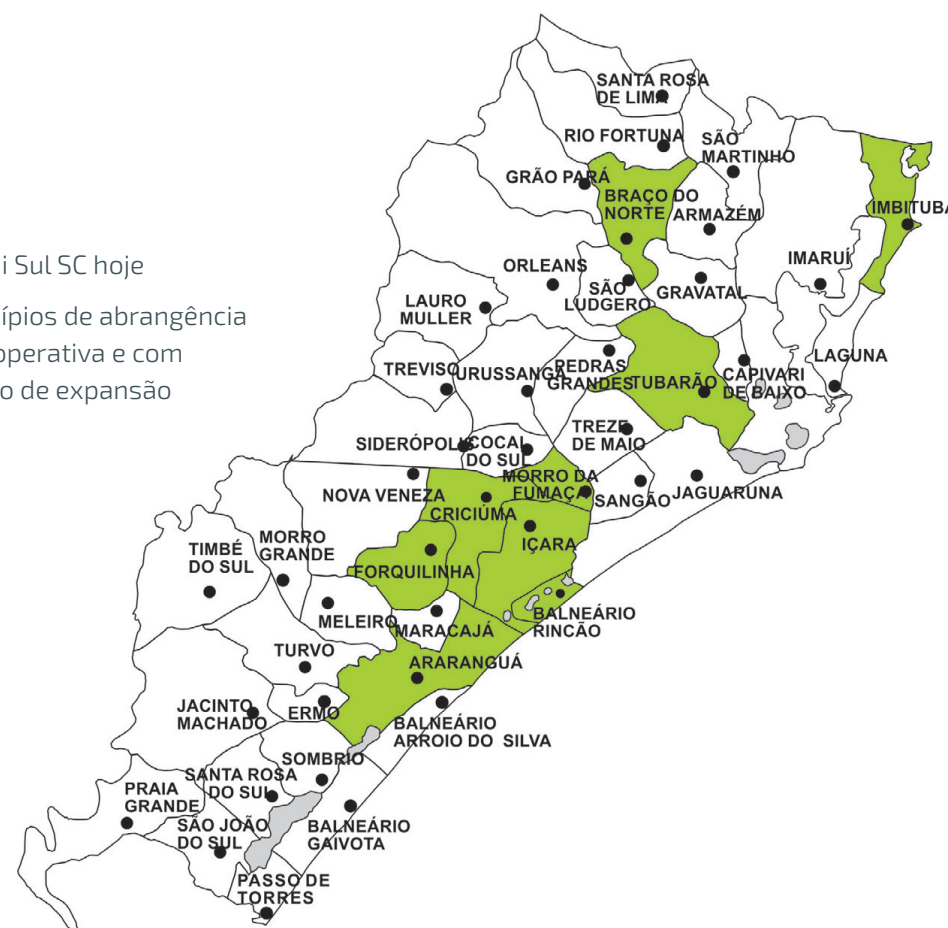 i Sul SC hoje
ípios de abrangência
operativa e com
o de expansão
SANTA ROSA
DE LIMA
RIO FORTUNA
SÃO
MARTINHO
GRÃO PARÁ
BRAÇO DO
NORTE
ARMAZÉM
IMBITUBA
ORLEANS
IMARUÍ
SÃO
LUDGERO
GRAVATAL
LAURO
MULLER
TREVISO
URUSSANGA
PEDRAS
GRANDES
TUBARÃO
CAPIVARI
DE BAIXO
LAGUNA
SIDERÓPOLIS
COCAL
DO SUL
TREZE
DE MAIO
NOVA VENEZA
MORRO DA
FUMAÇA
SANGÃO
JAGUARUNA
CRICIÚMA
IÇARA
TIMBÉ
DO SUL
MORRO
GRANDE
FORQUILINHA
MELEIRO
MARACAJÁ
BALNEÁRIO
RINCÃO
TURVO
ARARANGUÁ
JACINTO
MACHADO
ERMO
BALNEÁRIO
ARROIO DO SILVA
SOMBRIO
SANTA ROSA
DO SUL
PRAIA
GRANDE
SÃO JOÃO
DO SUL
BALNEÁRIO
GAIVOTA
PASSO DE
TORRES